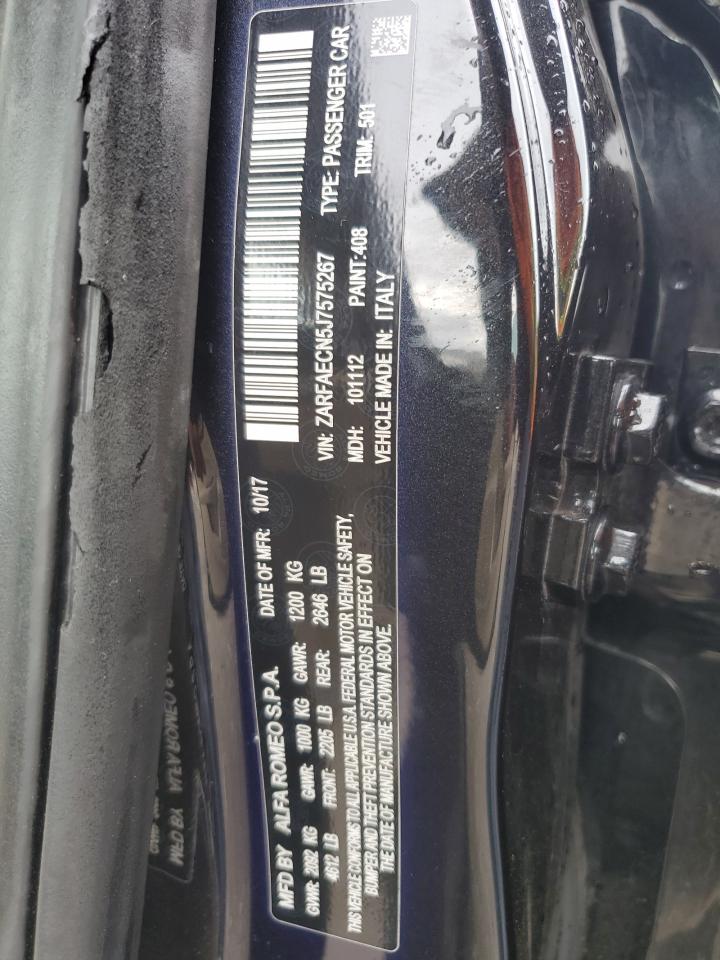 MFD BY ALFA ROMEO S.P.A. DATE OF MFR: 10/17
GVWR: 2092 KG GAWR: 1000 KG GAWR: 1200 KG
4612 LB FRONT: 2205 LB REAR: 2646 LB
THIS VEHICLE CONFORMS TO ALL APPLICABLE U.S.A. FEDERAL MOTOR VEHICLE SAFETY,
BUMPER AND THEFT PREVENTION STANDARDS IN EFFECT ON
THE DATE OF MANUFACTURE SHOWN ABOVE.
VIN: ZARFAECN5J7575267 TYPE: PASSENGER CAR
MDH: 101112 PAINT: 408 TRIM: 501
VEHICLE MADE IN: ITALY